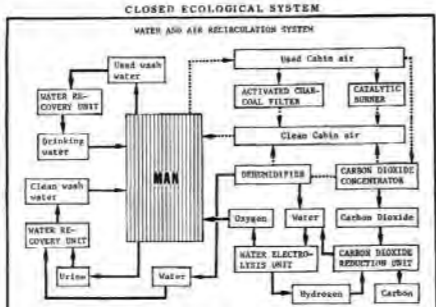 CLOSED ECOLOGICAL SYSTEM
WATER AND AIR RECIRCULATION SYSTEM
Used wash
water
Used Cabin air
WATER RE-
COVERY UNIT
ACTIVATED CHAR-
COAL FILTER
CATALYTIC
BURNER
Drinking
water
Clean Cabin air
MAN
Clean wash
water
DEHUMIDIFIER
CARBON DIOXIDE
CONCENTRATOR
WATER RE-
COVERY UNIT
Oxygen
Water
Carbon Dioxide
Urine
Water
WATER ELECTRO-
LYSIS UNIT
CARBON DIOXIDE
REDUCTION UNIT
Hydrogen
Carbon